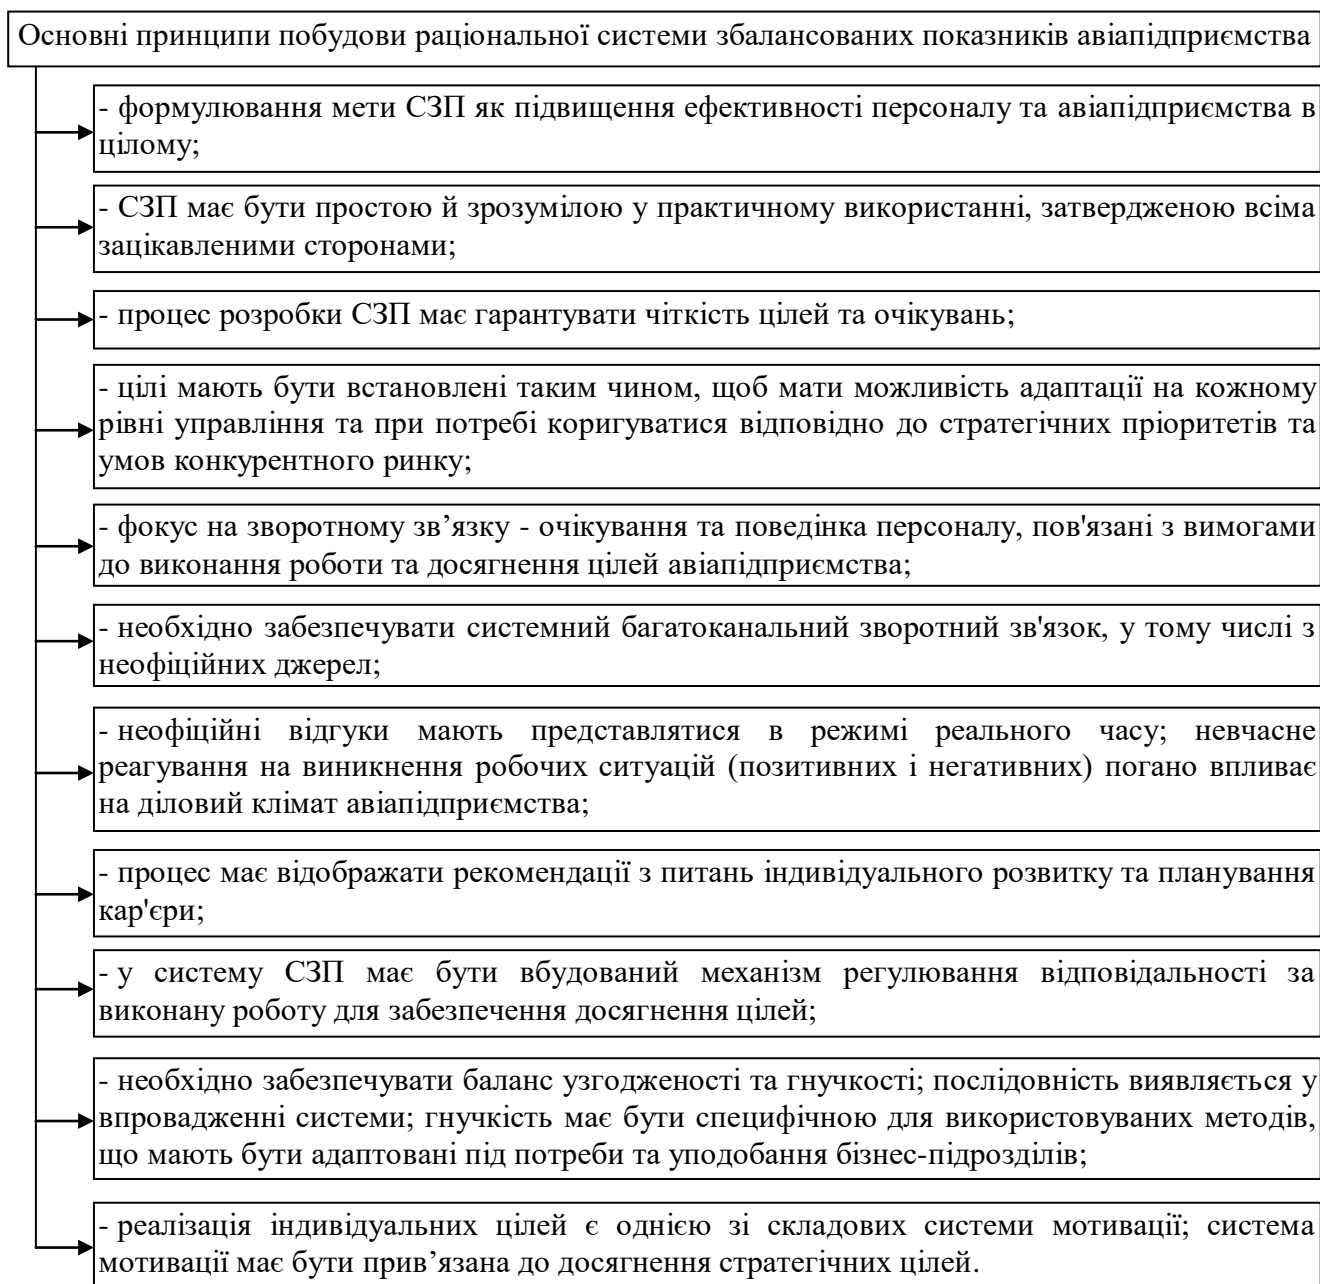 Основні принципи побудови раціональної системи збалансованих показників авіапідприємства
- формулювання мети СЗП як підвищення ефективності персоналу та авіапідприємства в
цілому;
- СЗП має бути простою й зрозумілою у практичному використанні, затвердженою всіма
зацікавленими сторонами;
- процес розробки СЗП має гарантувати чіткість цілей та очікувань;
- цілі мають бути встановлені таким чином, щоб мати можливість адаптації на кожному
рівні управління та при потребі коригуватися відповідно до стратегічних пріоритетів та
умов конкурентного ринку;
- фокус на зворотному зв’язку - очікування та поведінка персоналу, пов'язані з вимогами
до виконання роботи та досягнення цілей авіапідприємства;
- необхідно забезпечувати системний багатоканальний зворотний зв'язок, у тому числі з
неофіційних джерел;
- неофіційні відгуки мають представлятися в режимі реального часу; невчасне
реагування на виникнення робочих ситуацій (позитивних і негативних) погано впливає
на діловий клімат авіапідприємства;
- процес має відображати рекомендації з питань індивідуального розвитку та планування
кар'єри;
- у систему СЗП має бути вбудований механізм регулювання відповідальності за
виконану роботу для забезпечення досягнення цілей;
- необхідно забезпечувати баланс узгодженості та гнучкості; послідовність виявляється у
впровадженні системи; гнучкість має бути специфічною для використовуваних методів,
що мають бути адаптовані під потреби та уподобання бізнес-підрозділів;
- реалізація індивідуальних цілей є однією зі складових системи мотивації; система
мотивації має бути прив’язана до досягнення стратегічних цілей.